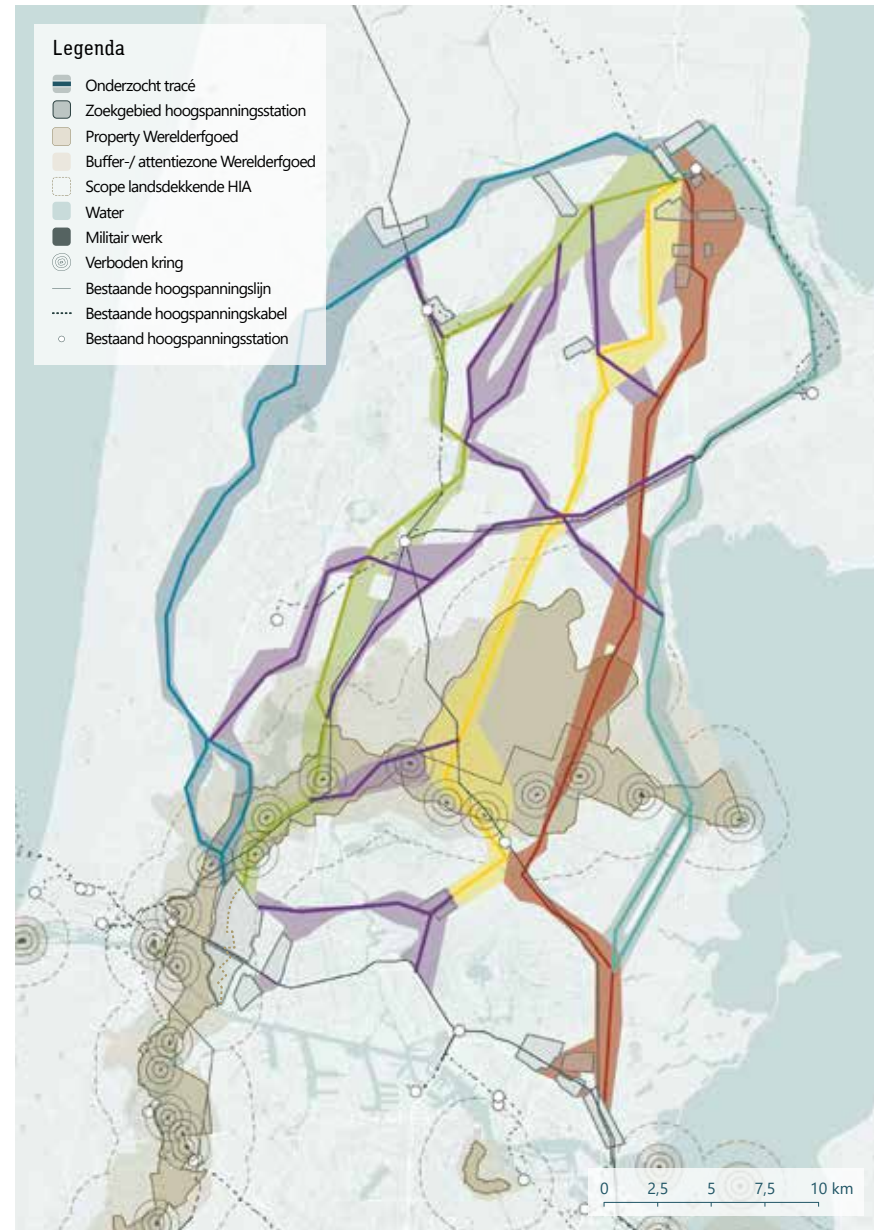 Legenda
Onderzocht tracé
Zoekgebied hoogspanningsstation
Property Werelderfgoed
Buffer-/ attentiezone Werelderfgoed
Scope landsdekkende HIA
Water
Militair werk
Verboden kring
Bestaande hoogspanningslijn
Bestaande hoogspanningskabel
Bestaand hoogspanningsstation
0 2,5 5 7,5 10 km